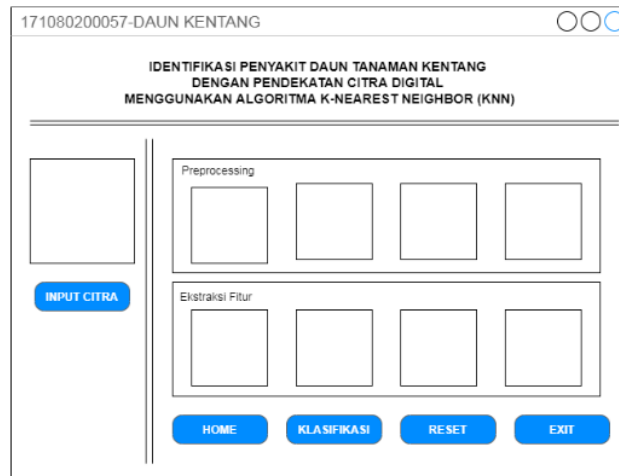 171080200057-DAUN KENTANG
IDENTIFIKASI PENYAKIT DAUN TANAMAN KENTANG
DENGAN PENDEKATAN CITRA DIGITAL
MENGGUNAKAN ALGORITMA K-NEAREST NEIGHBOR (KNN)
Preprocessing
INPUT CITRA
Ekstraksi Fitur
HOME
KLASIFIKASI
RESET
EXIT